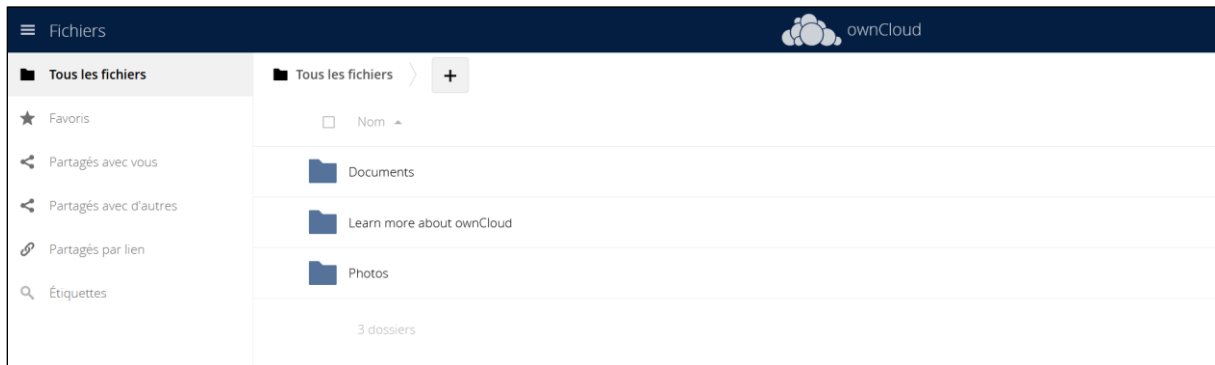 Fichiers
ownCloud
Tous les fichiers
Favoris
Partagés avec vous
Partagés avec d'autres
Partagés par lien
Étiquettes
Tous les fichiers
+
Nom
Documents
Learn more about ownCloud
Photos
3 dossiers